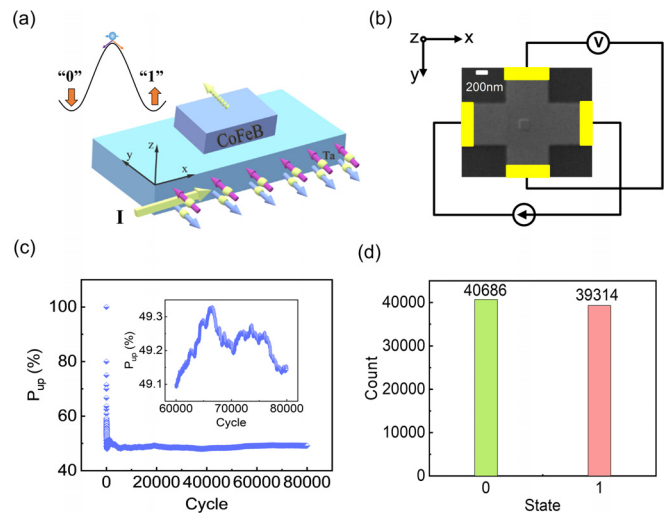 (a)
“0”
“1”
CoFeB
Ta
z
y
x
I
(b)
z
x
y
V
200nm
(c)
P_up (%)
100
80
60
40
0
20000
40000
60000
80000
Cycle
P_up (%)
49.3
49.2
49.1
60000
70000
80000
Cycle
(d)
Count
40000
30000
20000
10000
0
40686
39314
0
1
State